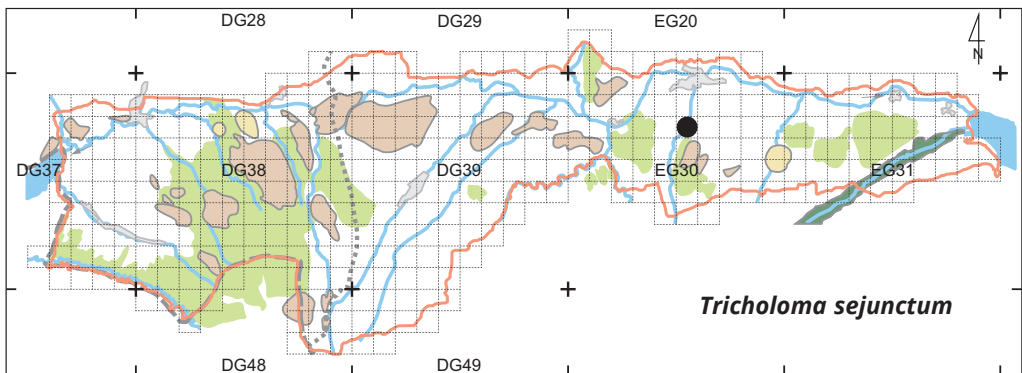 DG28 DG29 EG20
N
DG37 DG38 DG39 EG30 EG31
Tricholoma sejunctum
DG48 DG49